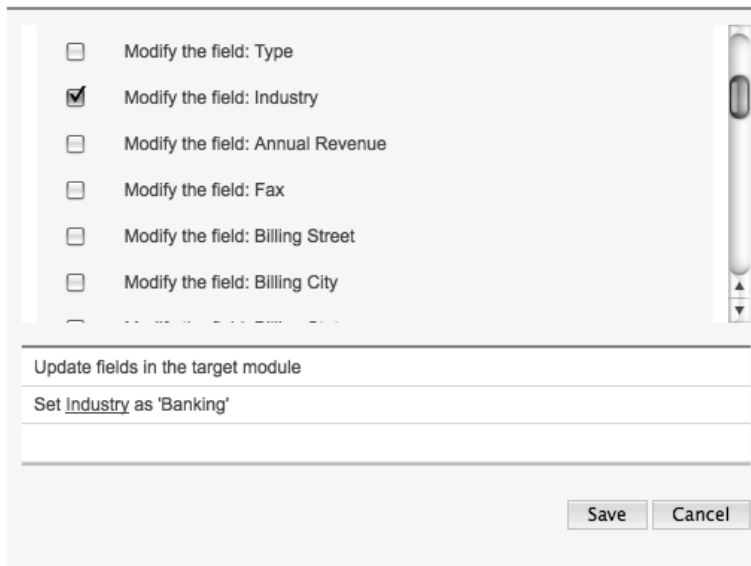 Modify the field: Type
Modify the field: Industry
Modify the field: Annual Revenue
Modify the field: Fax
Modify the field: Billing Street
Modify the field: Billing City
Update fields in the target module
Set Industry as 'Banking'
Save Cancel